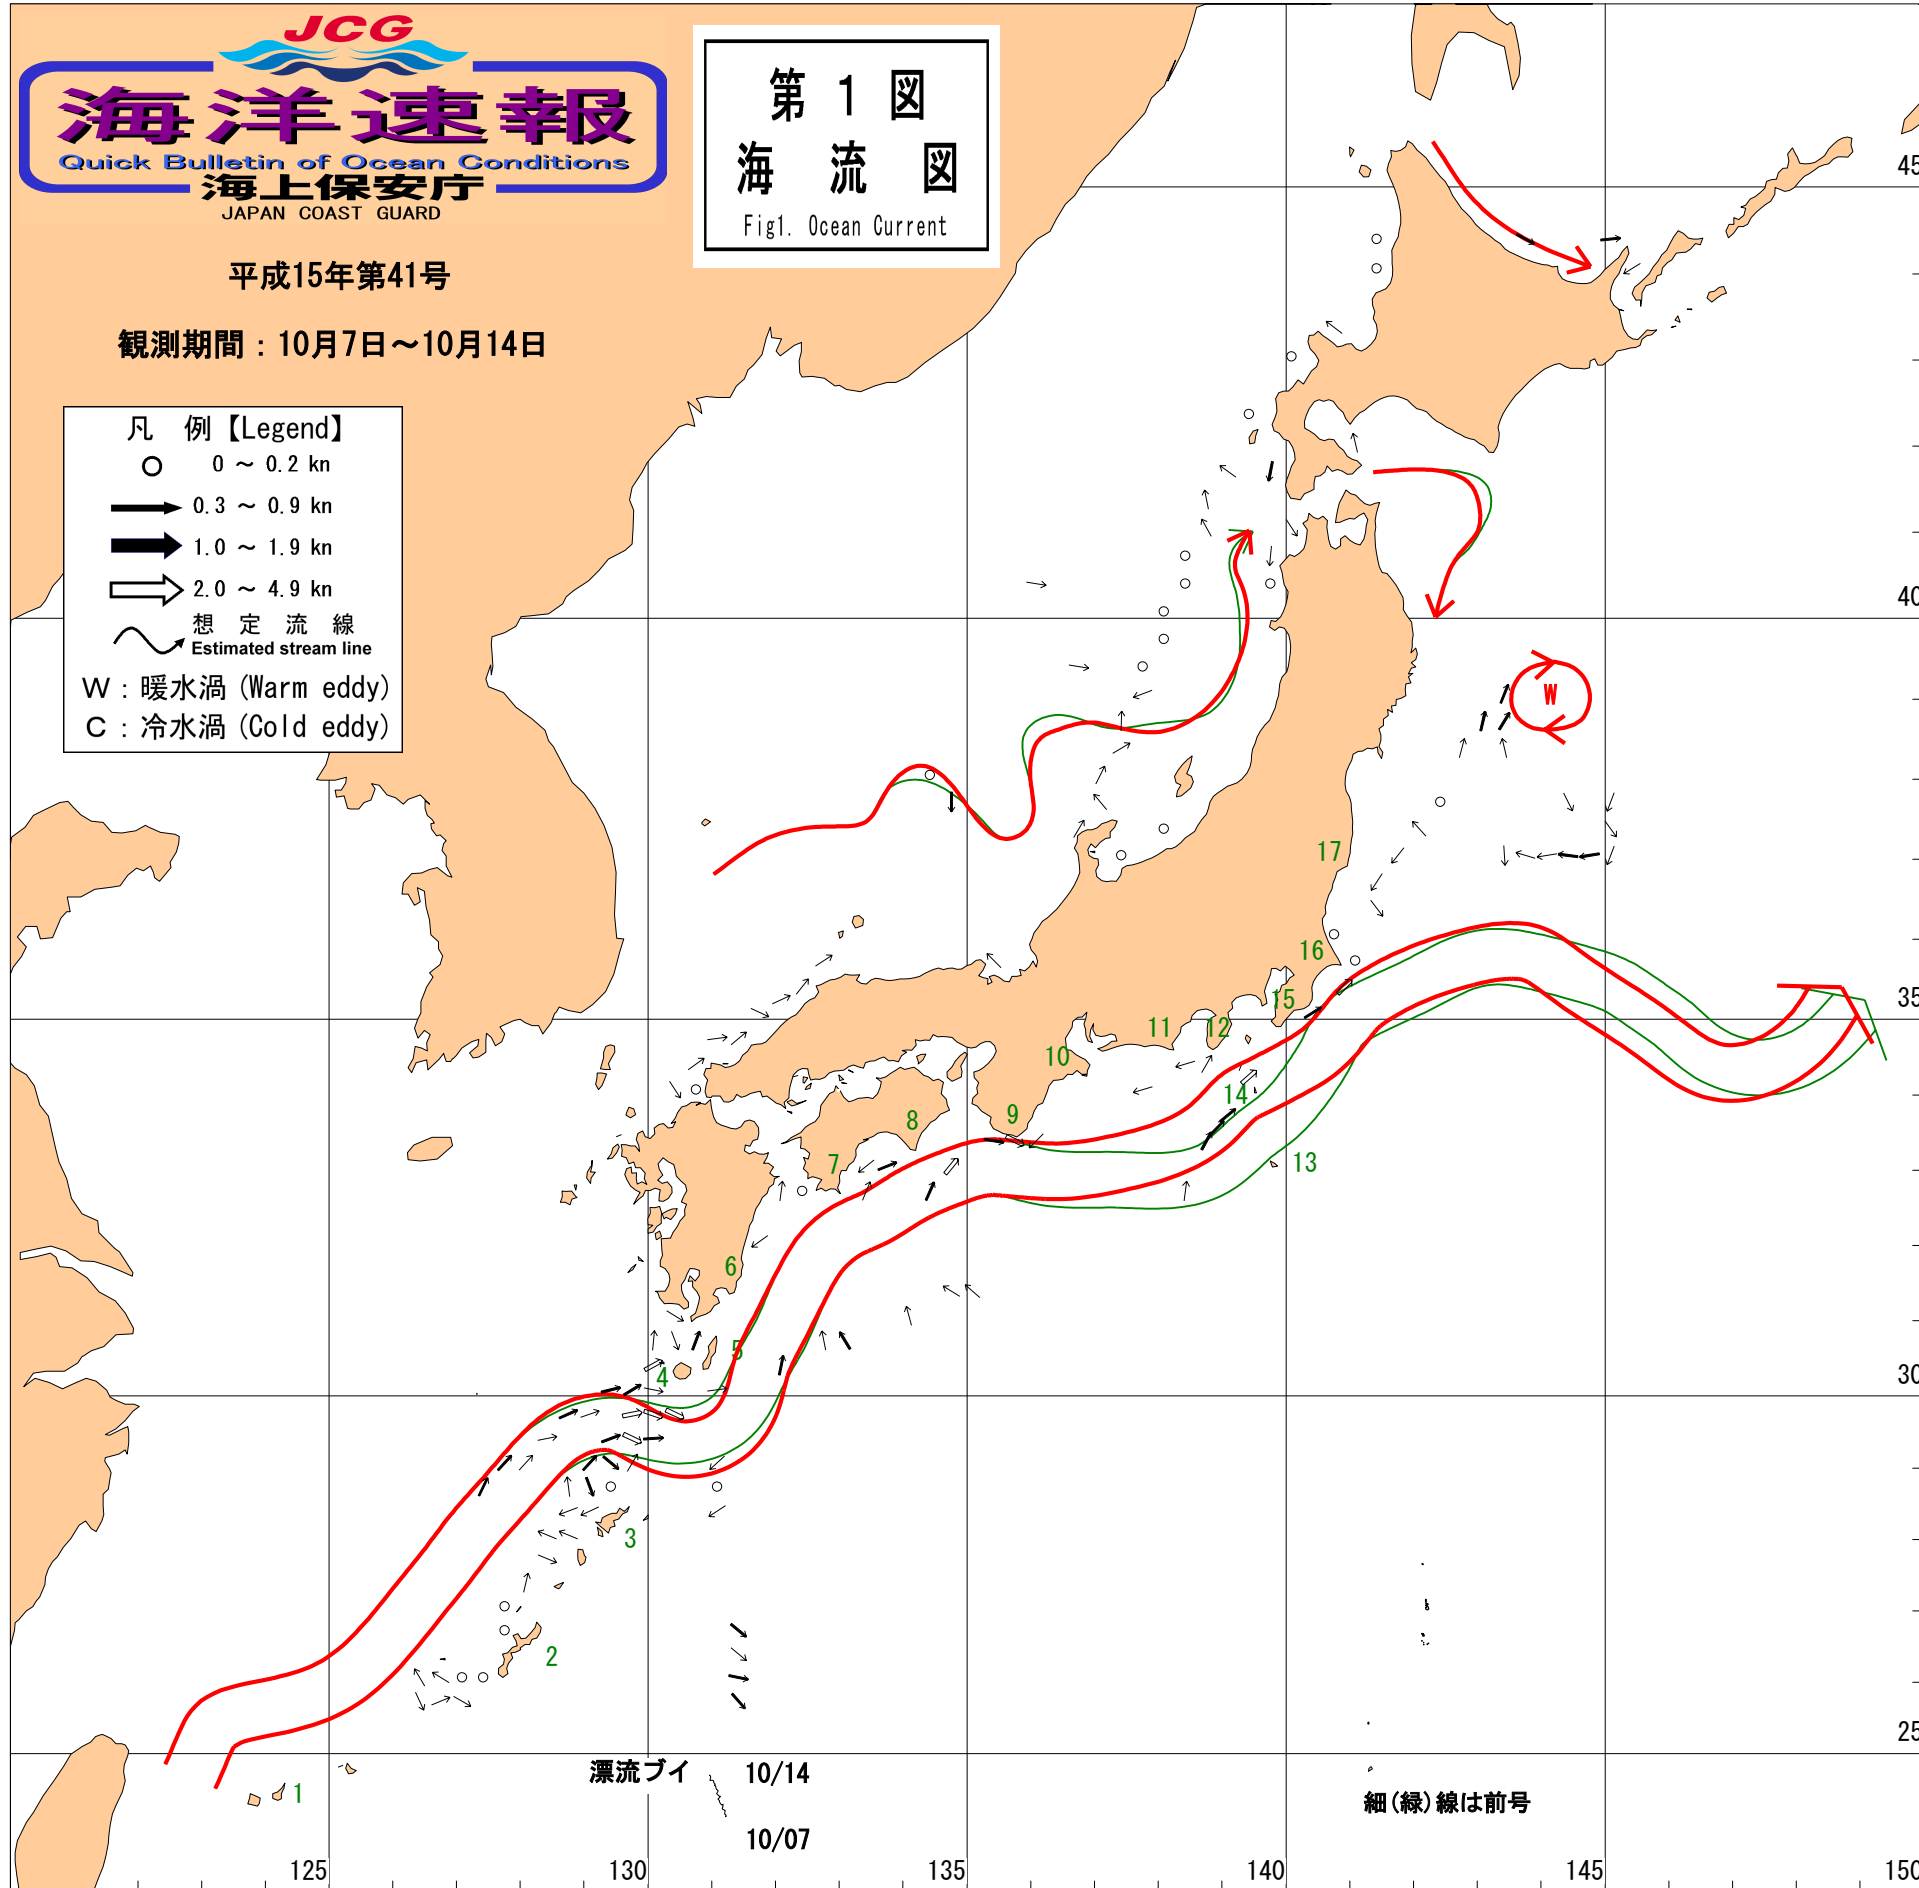 JCG
海洋速報
Quick Bulletin of Ocean Conditions
海上保安庁
JAPAN COAST GUARD
平成15年第41号
観測期間：10月7日～10月14日
第 1 図
海 流 図
Fig1. Ocean Current
凡 例【Legend】
0 ～ 0.2 kn
0.3 ～ 0.9 kn
1.0 ～ 1.9 kn
2.0 ～ 4.9 kn
想 定 流 線
Estimated stream line
W：暖水渦(Warm eddy)
C：冷水渦(Cold eddy)
45
40
W
17
16
15
35
11
12
10
14
9
8
7
13
6
5
4
30
3
2
25
漂流ブイ 10/14
1
細(緑)線は前号
10/07
125
130
135
140
145
150